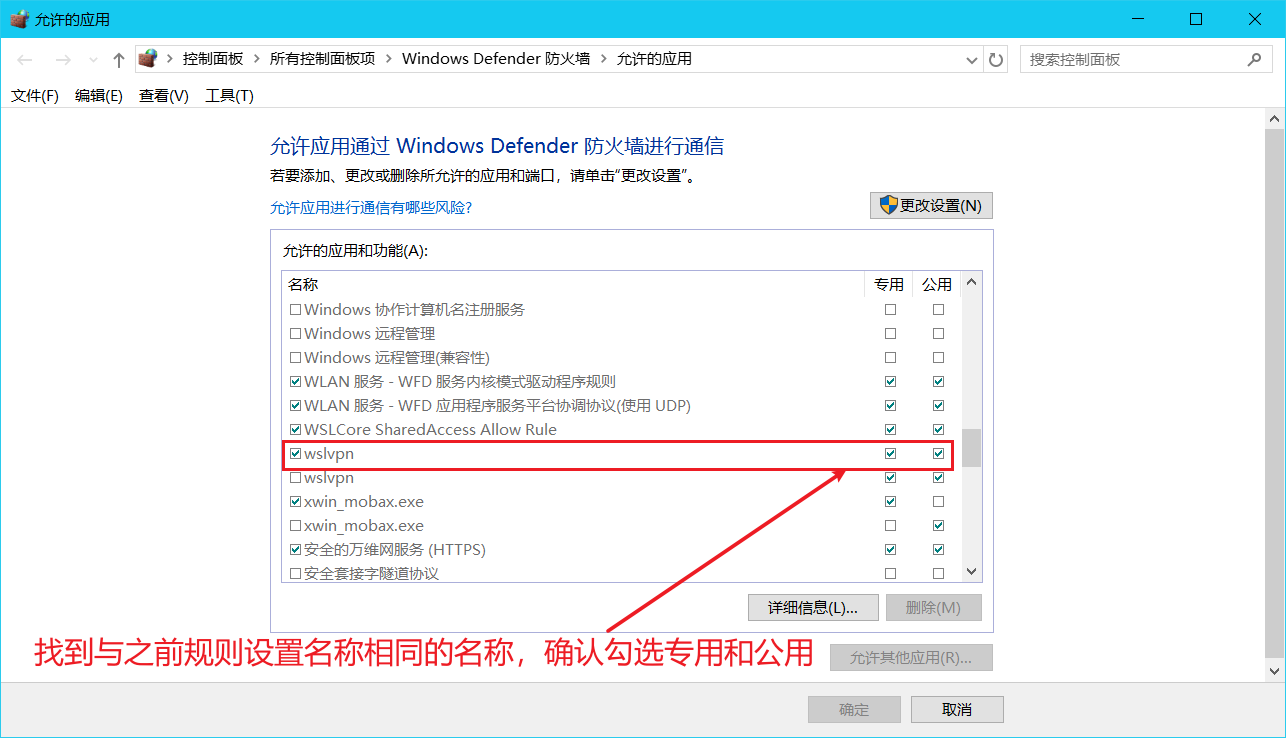 允许的应用
控制面板 > 所有控制面板项 > Windows Defender 防火墙 > 允许的应用
搜索控制面板
文件(F) 编辑(E) 查看(V) 工具(T)
允许应用通过 Windows Defender 防火墙进行通信
若要添加、更改或删除所允许的应用和端口，请单击“更改设置”。
允许应用进行通信有哪些风险?
更改设置(N)
允许的应用和功能(A):
名称 专用 公用
Windows 协作计算机名注册服务
Windows 远程管理
Windows 远程管理(兼容性)
WLAN 服务 - WFD 服务内核模式驱动程序规则
WLAN 服务 - WFD 应用程序服务平台协调协议(使用 UDP)
WSLCore SharedAccess Allow Rule
wslvpn
wslvpn
xwin_mobax.exe
xwin_mobax.exe
安全的万维网服务 (HTTPS)
安全套接字隧道协议
详细信息(L)... 删除(M)
找到与之前规则设置名称相同的名称，确认勾选专用和公用
允许其他应用(R)...
确定 取消